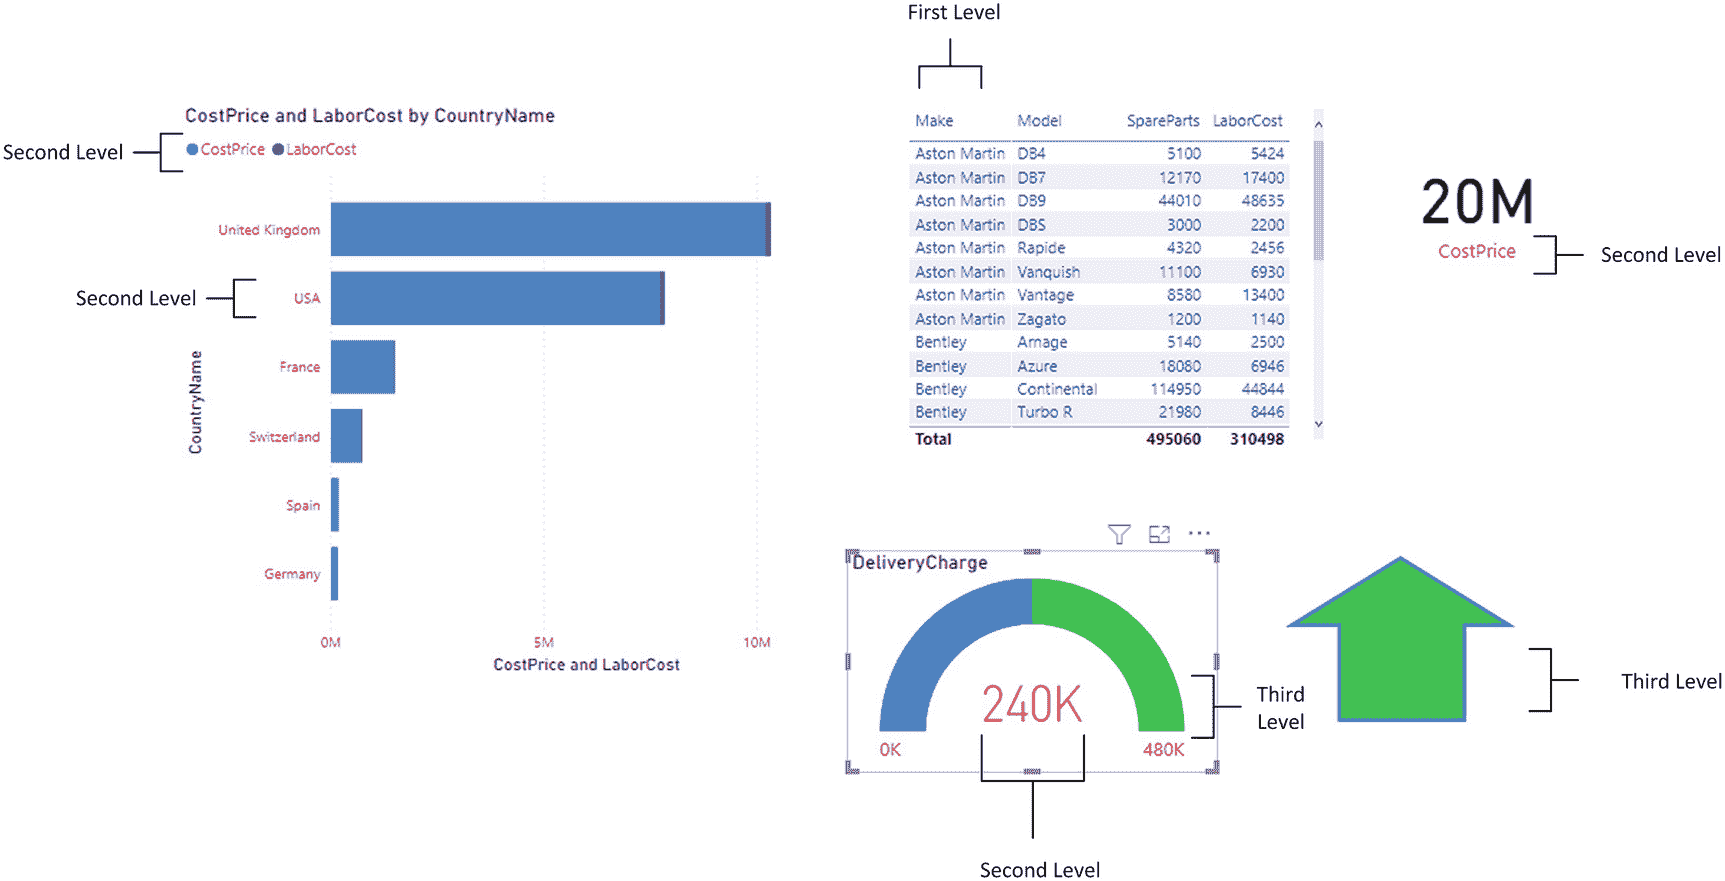 First Level
CostPrice and LaborCost by CountryName
Second Level
CostPrice LaborCost
United Kingdom
Second Level
USA
France
Switzerland
Spain
Germany
CountryName
0M 5M 10M
CostPrice and LaborCost
Make Model SpareParts LaborCost
Aston Martin DB4 5100 5424
Aston Martin DB7 12170 17400
Aston Martin DB9 44010 48635
Aston Martin DBS 3000 2200
Aston Martin Rapide 4320 2456
Aston Martin Vanquish 11100 6930
Aston Martin Vantage 8580 13400
Aston Martin Zagato 1200 1140
Bentley Arnage 5140 2500
Bentley Azure 18080 6946
Bentley Continental 114950 44844
Bentley Turbo R 21980 8446
Total 495060 310498
20M
CostPrice
Second Level
DeliveryCharge
240K
0K 480K
Third
Level
Second Level
Third Level